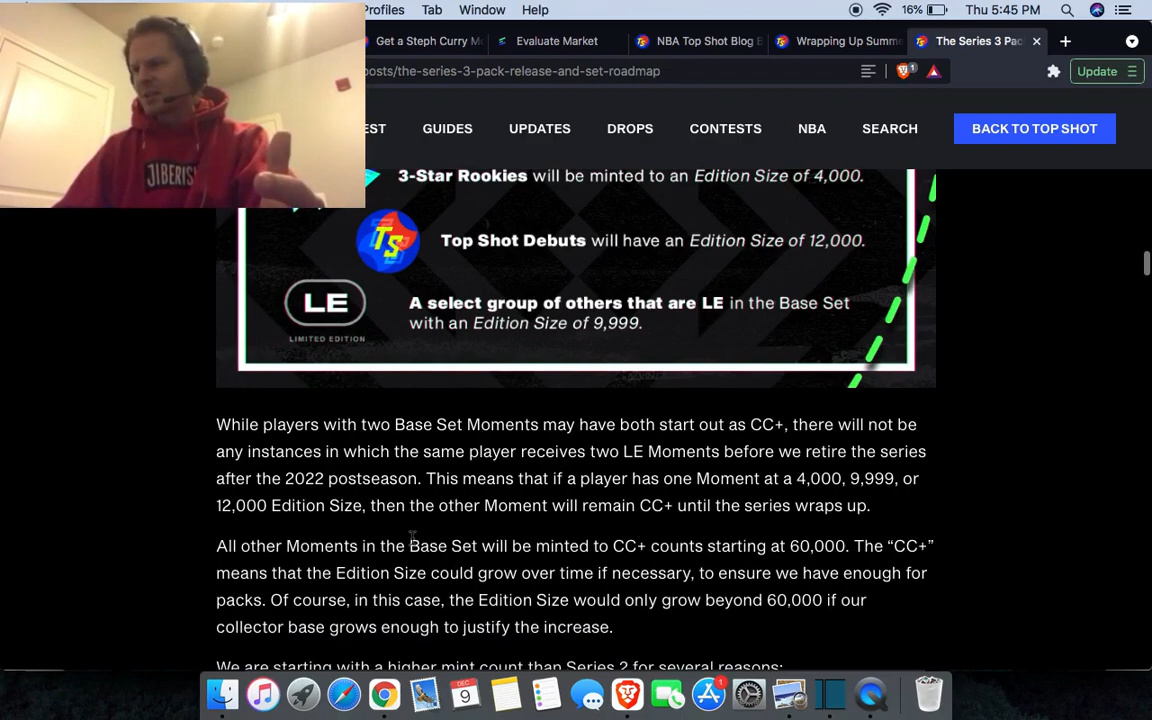 Profiles Tab Window Help 16% Thu 5:45 PM
Get a Steph Curry M Evaluate Market NBA Top Shot Blog Wrapping Up Summ The Series 3 Pac
posts/the-series-3-pack-release-and-set-roadmap 1 Update
EST GUIDES UPDATES DROPS CONTESTS NBA SEARCH BACK TO TOP SHOT
JIBERIS
3-Star Rookies will be minted to an Edition Size of 4,000.
TS Top Shot Debuts will have an Edition Size of 12,000.
LE A select group of others that are LE in the Base Set
with an Edition Size of 9,999.
LIMITED EDITION
While players with two Base Set Moments may have both start out as CC+, there will not be
any instances in which the same player receives two LE Moments before we retire the series
after the 2022 postseason. This means that if a player has one Moment at a 4,000, 9,999, or
12,000 Edition Size, then the other Moment will remain CC+ until the series wraps up.
All other Moments in the Base Set will be minted to CC+ counts starting at 60,000. The “CC+”
means that the Edition Size could grow over time if necessary, to ensure we have enough for
packs. Of course, in this case, the Edition Size would only grow beyond 60,000 if our
collector base grows enough to justify the increase.
We are starting with a higher mint count than Series 2 for several reasons:
DEC
9
1